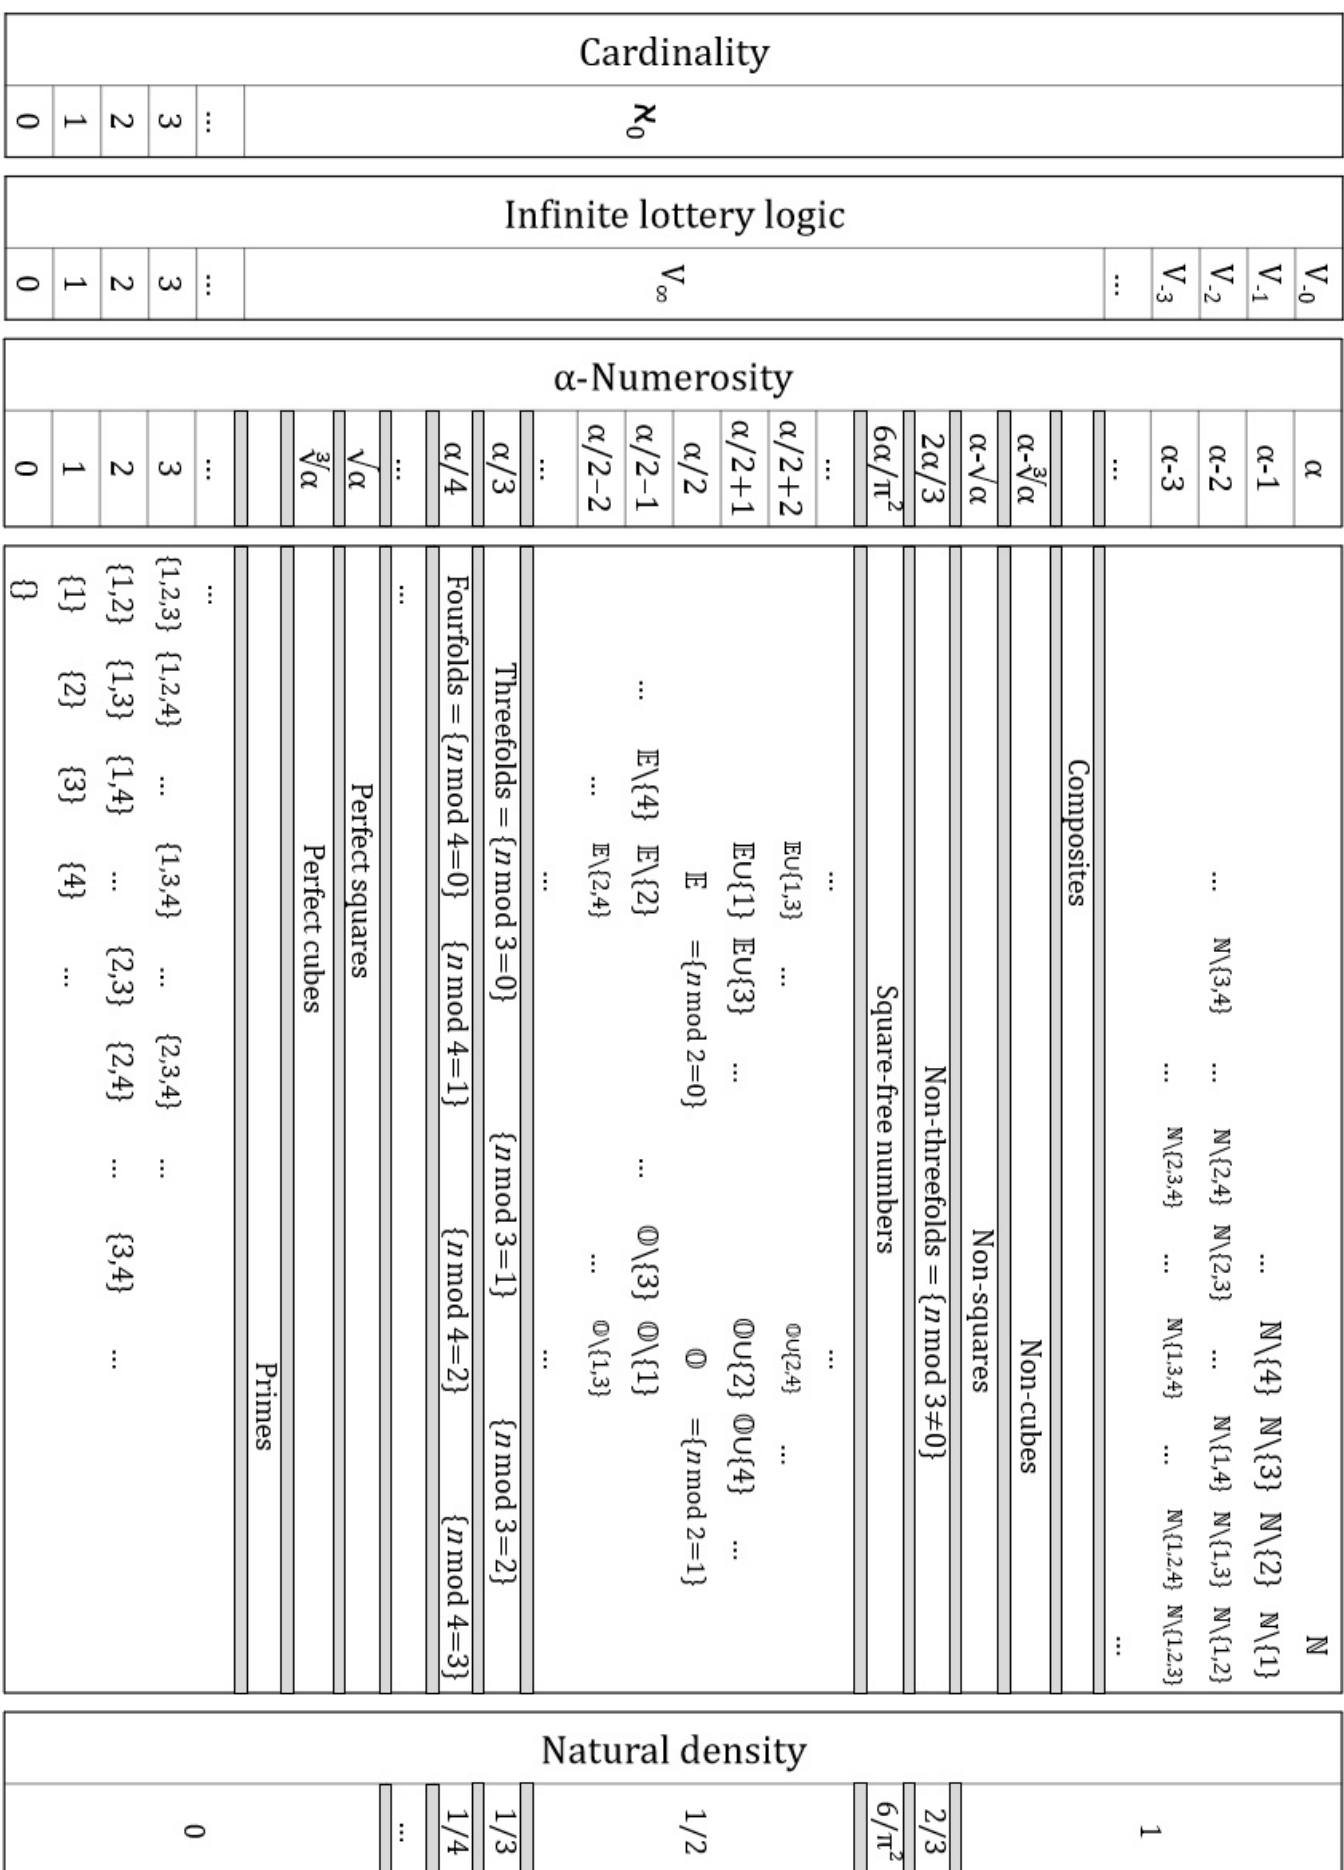 Cardinality
ℵ₀
...
3
2
1
0
Infinite lottery logic
V₋₀
V₋₁
V₋₂
V₋₃
...
V∞
...
3
2
1
0
α-Numerosity
α
α-1
α-2
α-3
...
α-∛α
α-√α
2α/3
6α/π²
...
α/2+2
α/2+1
α/2
α/2−1
α/2−2
...
α/3
α/4
...
√α
∛α
...
3
2
1
0
ℕ
... ℕ\{4} ℕ\{3} ℕ\{2} ℕ\{1}
... ℕ\{3,4} ... ℕ\{2,4} ℕ\{2,3} ... ℕ\{1,4} ℕ\{1,3} ℕ\{1,2}
... ℕ\{2,3,4} ... ℕ\{1,3,4} ... ℕ\{1,2,4} ℕ\{1,2,3}
...
Composites
Non-cubes
Non-squares
Non-threefolds = {n mod 3≠0}
Square-free numbers
... ...
𝔼∪{1,3} ... 𝕆∪{2,4} ...
𝔼∪{1} 𝔼∪{3} ... 𝕆∪{2} 𝕆∪{4} ...
𝔼 ={n mod 2=0} 𝕆 ={n mod 2=1}
... 𝔼\{4} 𝔼\{2} ... 𝕆\{3} 𝕆\{1}
... 𝔼\{2,4} ... 𝕆\{1,3}
... ...
Threefolds = {n mod 3=0} {n mod 3=1} {n mod 3=2}
Fourfolds = {n mod 4=0} {n mod 4=1} {n mod 4=2} {n mod 4=3}
...
Perfect squares
Perfect cubes
Primes
...
{1,2,3} {1,2,4} ... {1,3,4} ... {2,3,4} ...
{1,2} {1,3} {1,4} ... {2,3} {2,4} ... {3,4} ...
{1} {2} {3} {4} ...
{}
Natural density
1
2/3
6/π²
1/2
1/3
1/4
...
0